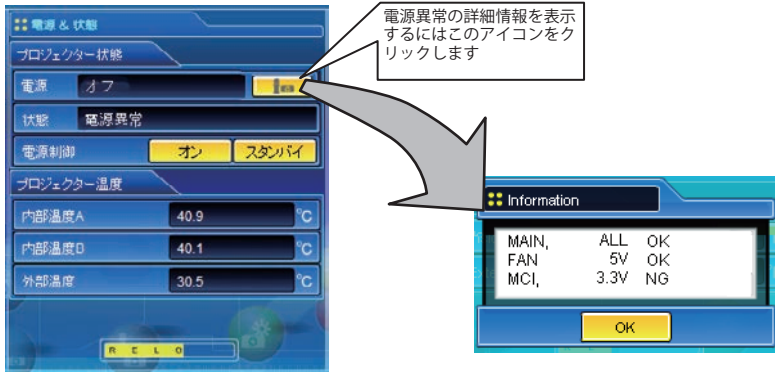 電源 & 状態
プロジェクター状態
電源 オフ
状態 電源異常
電源制御 オン スタンバイ
プロジェクター温度
内部温度A 40.9 °C
内部温度B 40.1 °C
外部温度 30.5 °C
R E L O
電源異常の詳細情報を表示
するにはこのアイコンをク
リックします
Information
MAIN, ALL OK
FAN 5V OK
MCI, 3.3V NG
OK